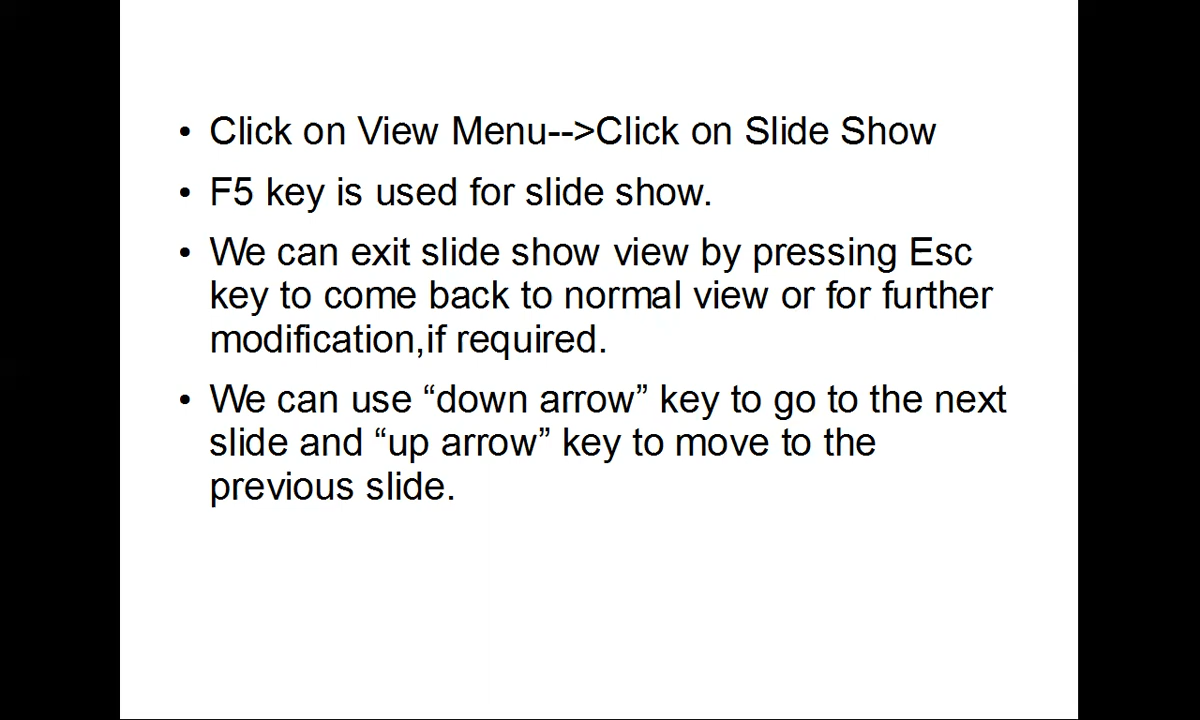 • Click on View Menu-->Click on Slide Show
• F5 key is used for slide show.
• We can exit slide show view by pressing Esc
key to come back to normal view or for further
modification,if required.
• We can use “down arrow” key to go to the next
slide and “up arrow” key to move to the
previous slide.